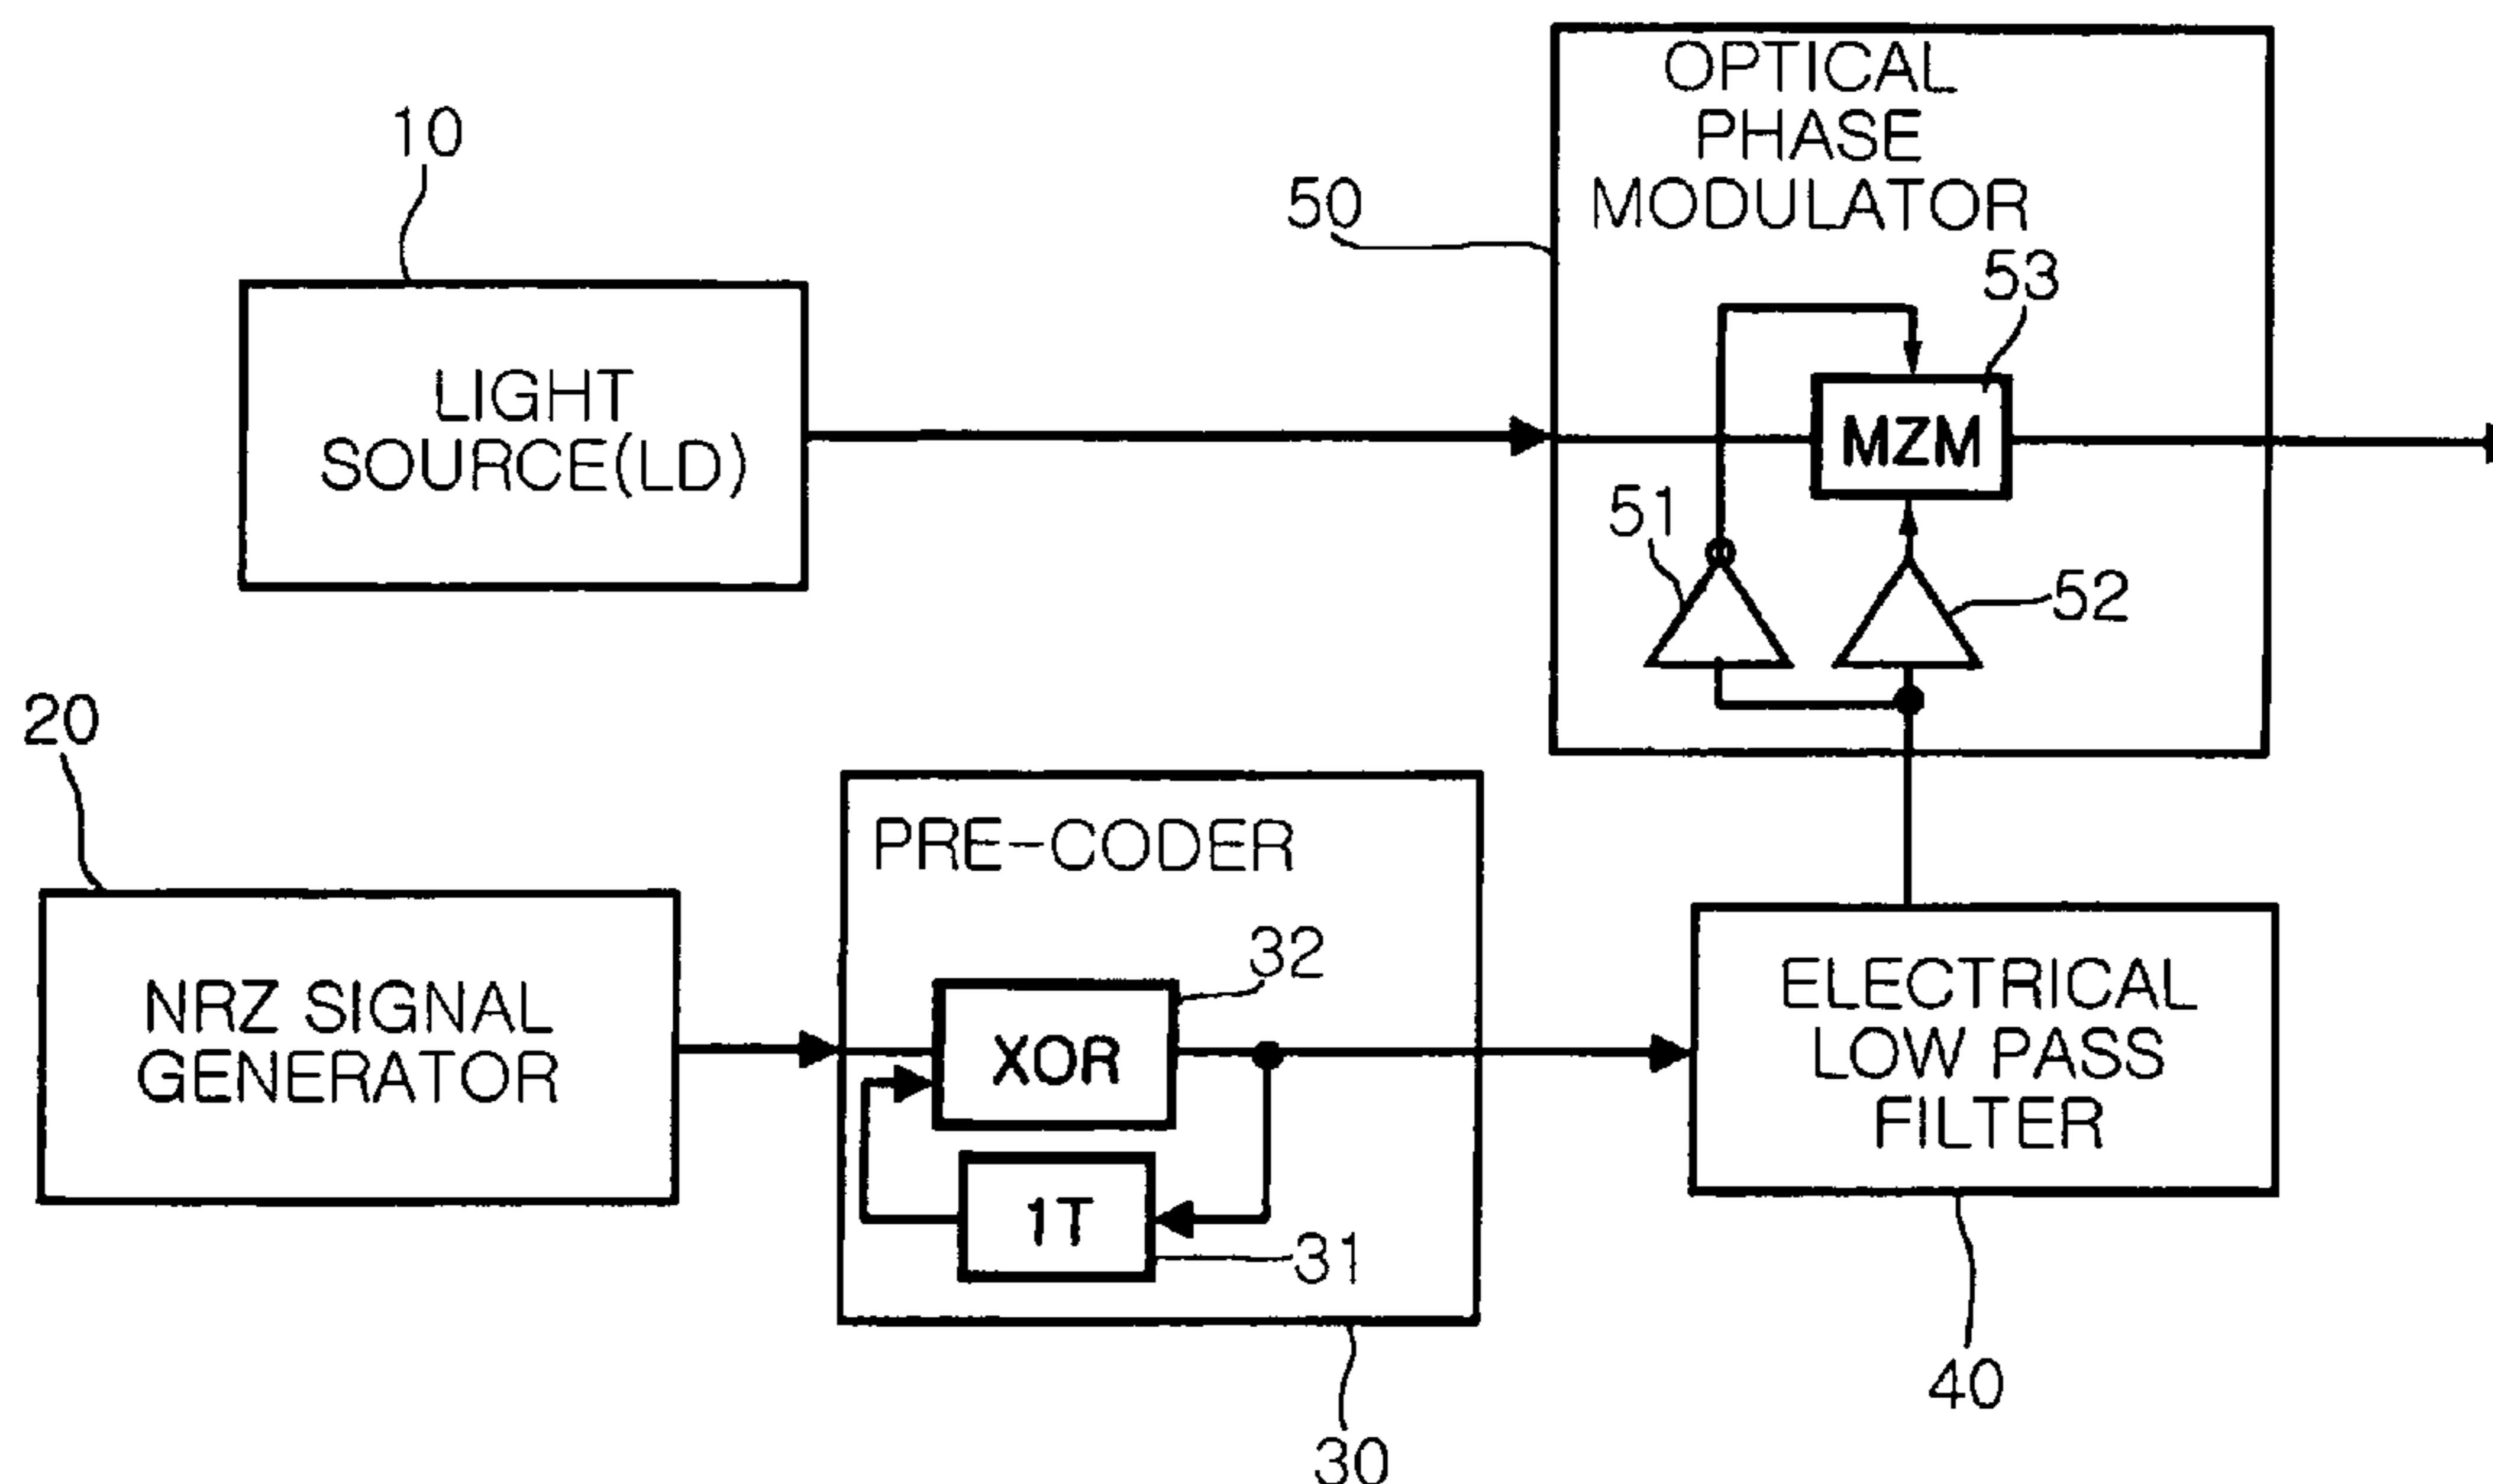 10
LIGHT
SOURCE(LD)
50
OPTICAL
PHASE
MODULATOR
53
MZM
51
52
20
NRZ SIGNAL
GENERATOR
PRE-CODER
32
XOR
1T
31
30
ELECTRICAL
LOW PASS
FILTER
40